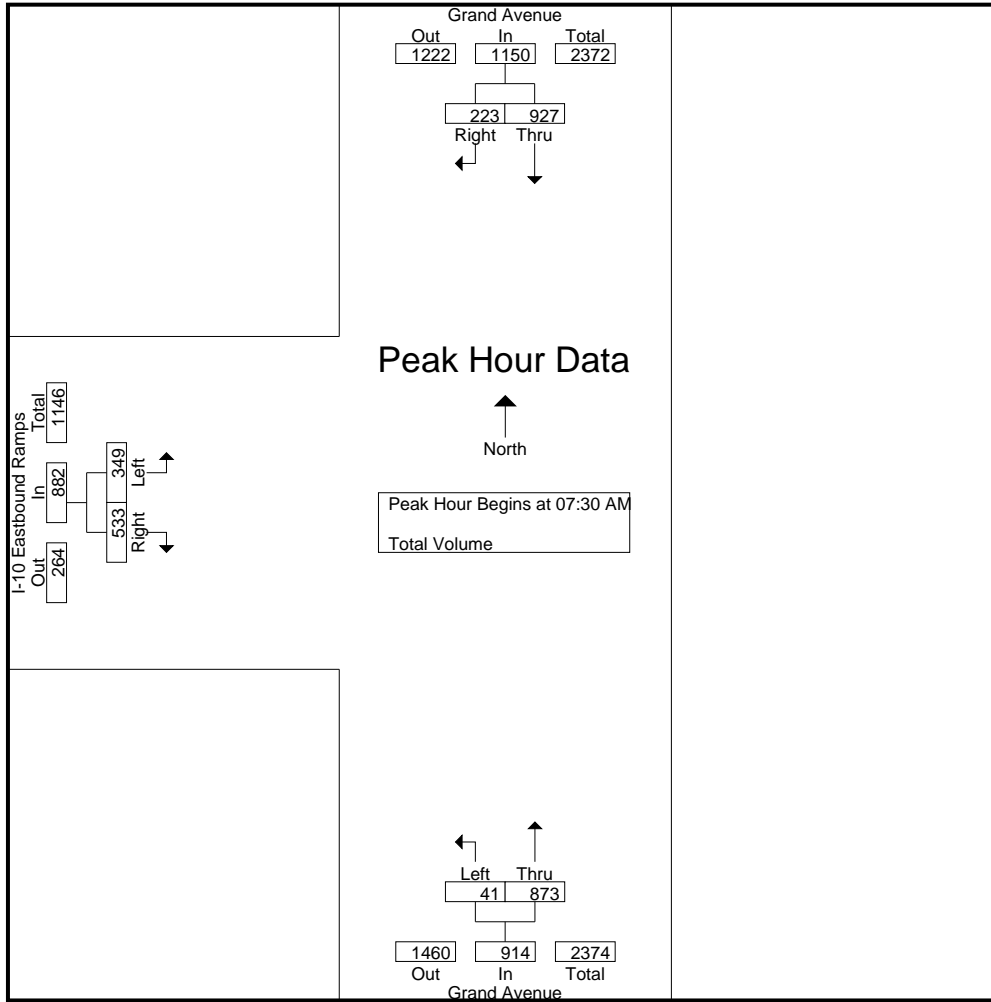 Grand Avenue
Out In Total
1222 1150 2372
223 927
Right Thru
Peak Hour Data
North
Peak Hour Begins at 07:30 AM
Total Volume
I-10 Eastbound Ramps
Out In Total
264 882 1146
533 349
Right Left
Left Thru
41 873
1460 914 2374
Out In Total
Grand Avenue